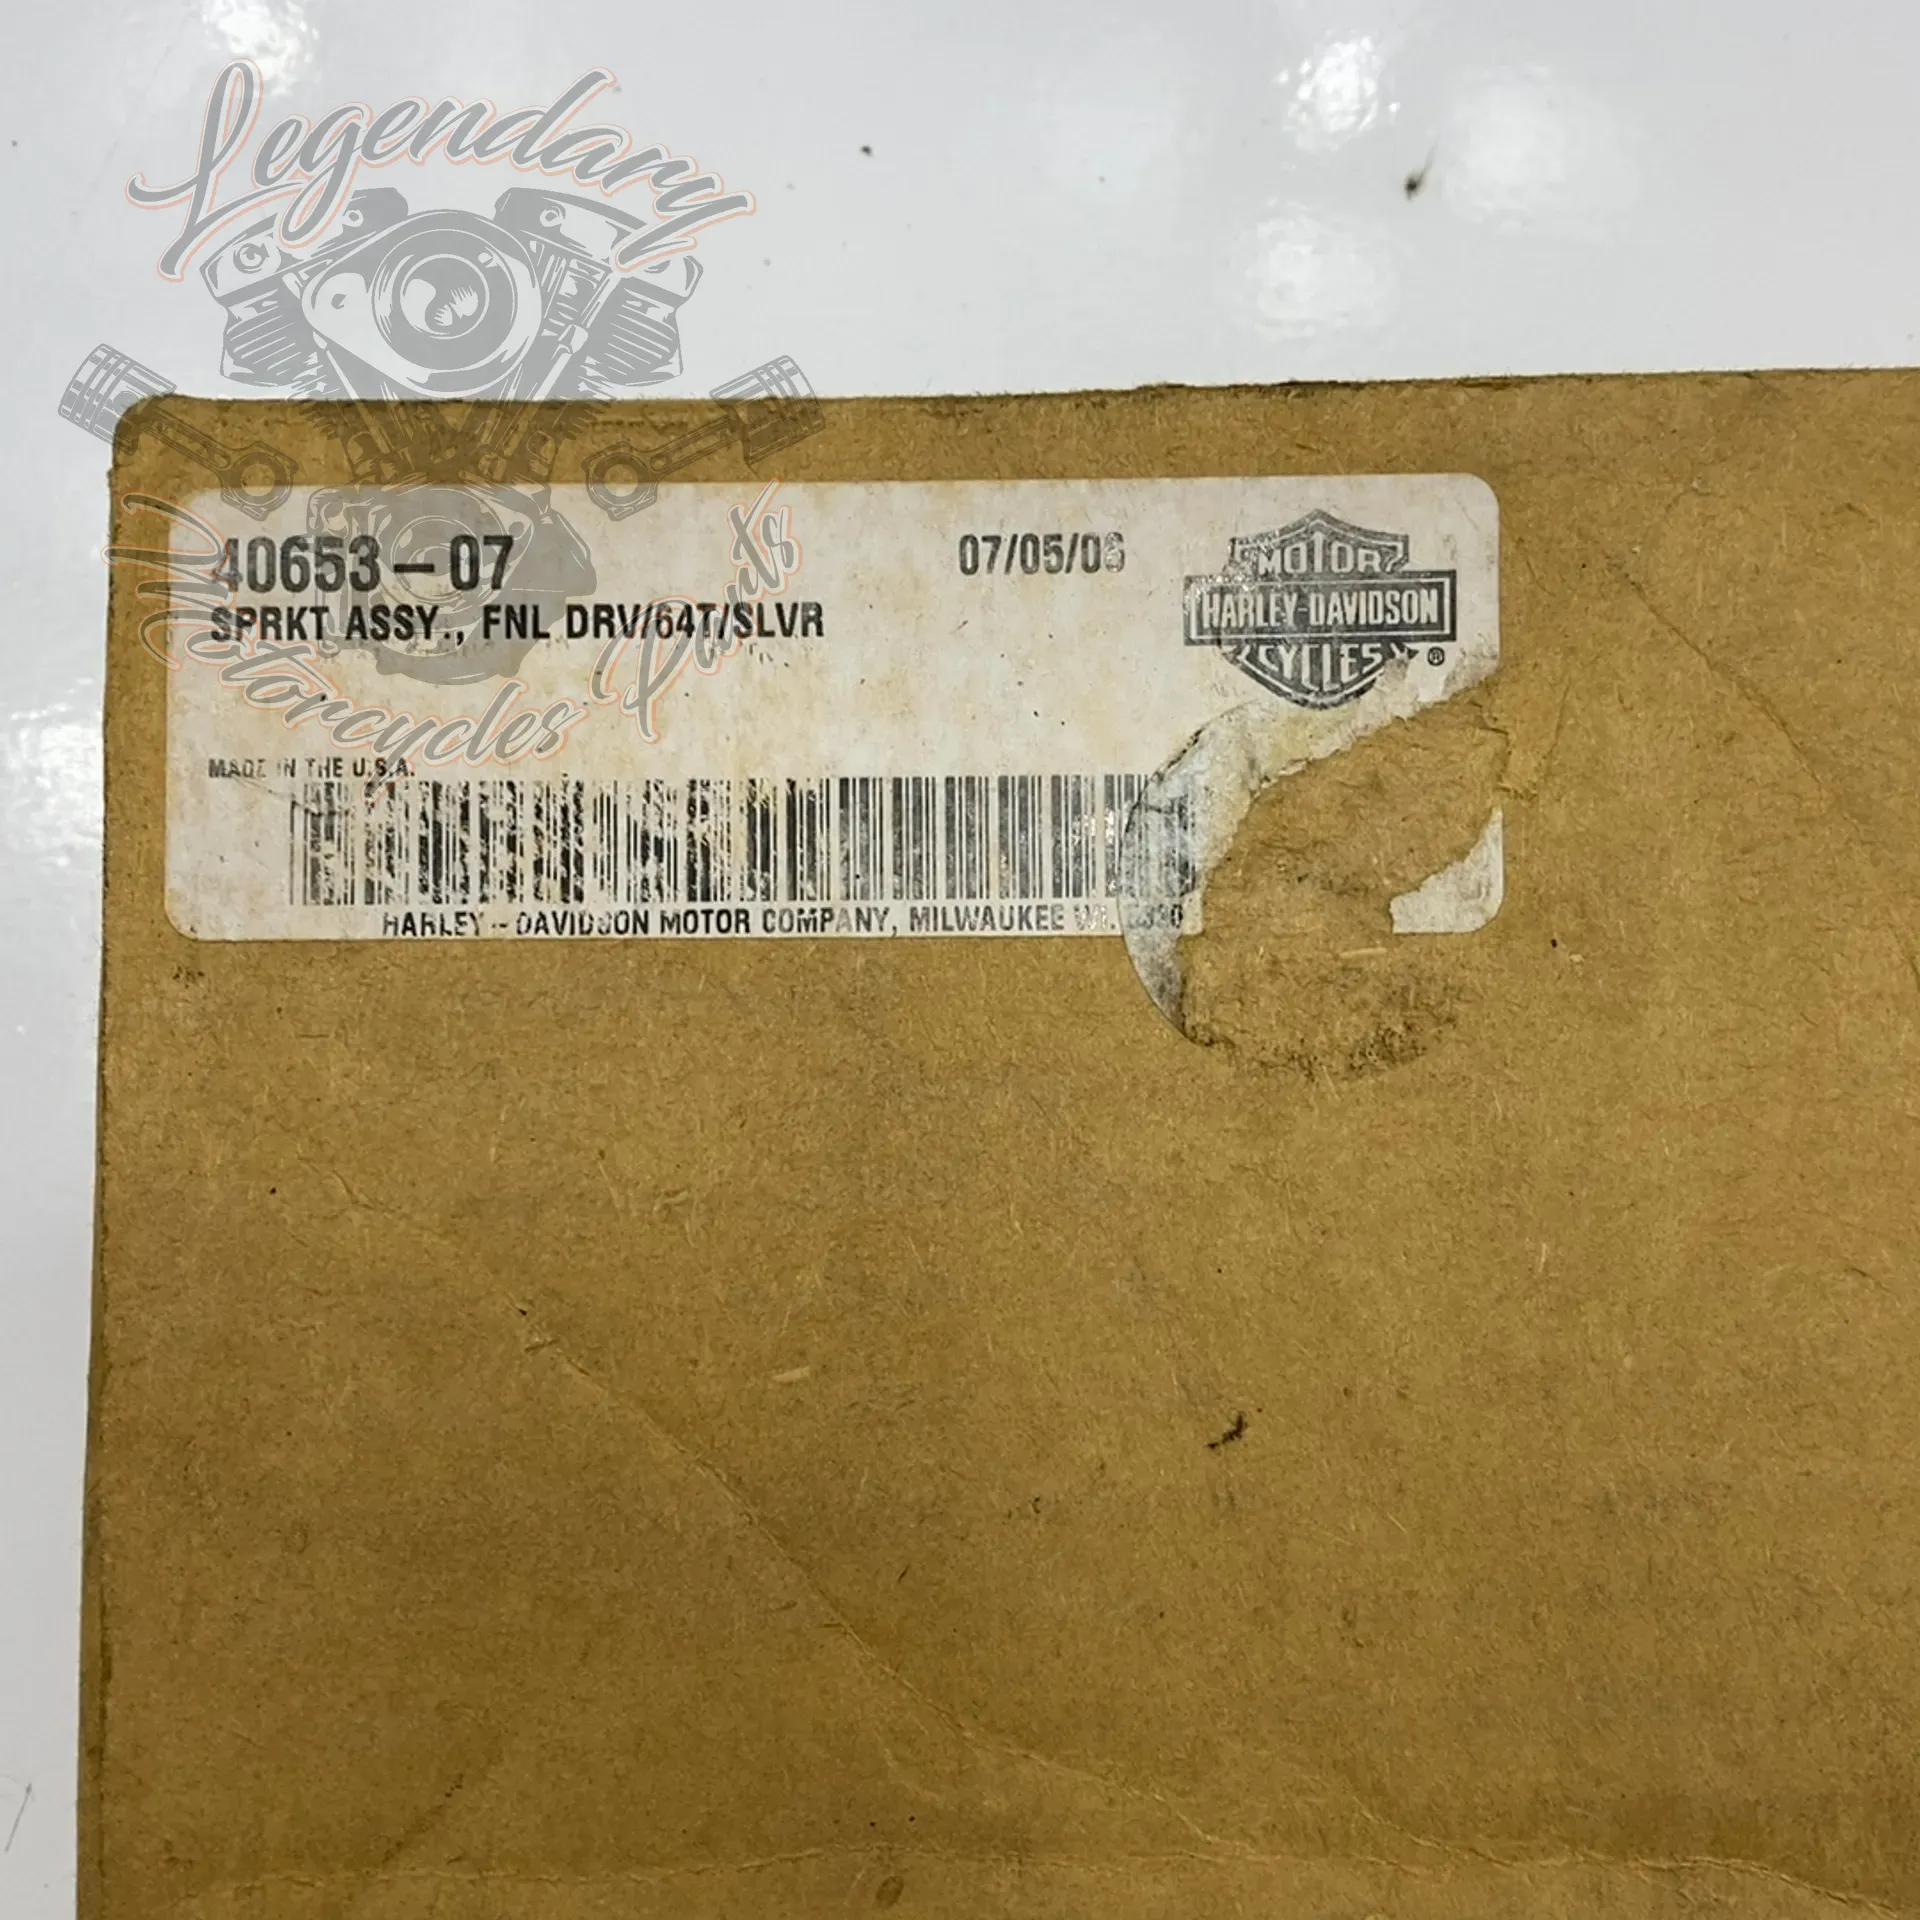 Legendary
Motorcycles Parts
40653-07
07/05/06
SPRKT ASSY., FNL DRV/64T/SLVR
MOTOR
HARLEY-DAVIDSON
CYCLES
®
MADE IN THE U.S.A.
HARLEY-DAVIDSON MOTOR COMPANY, MILWAUKEE WI.